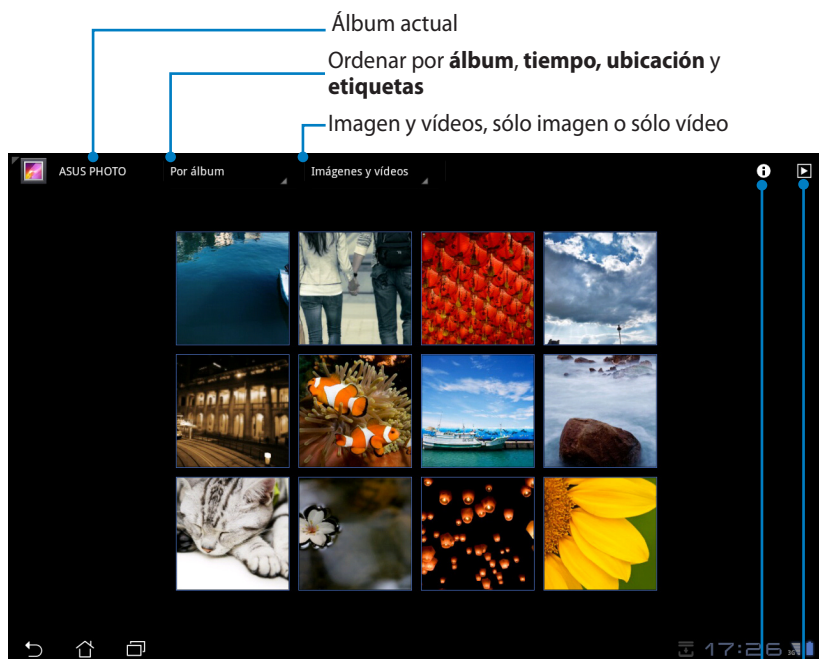 Álbum actual
Ordenar por álbum, tiempo, ubicación y
etiquetas
Imagen y vídeos, sólo imagen o sólo vídeo
ASUS PHOTO Por álbum Imágenes y vídeos
17:26 3G